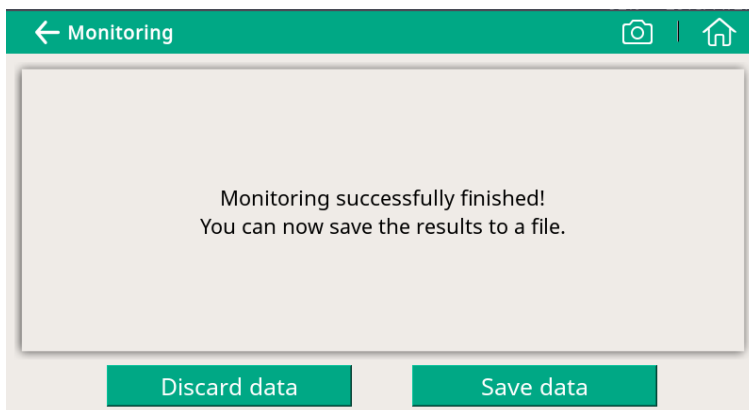 Monitoring
Monitoring successfully finished!
You can now save the results to a file.
Discard data
Save data